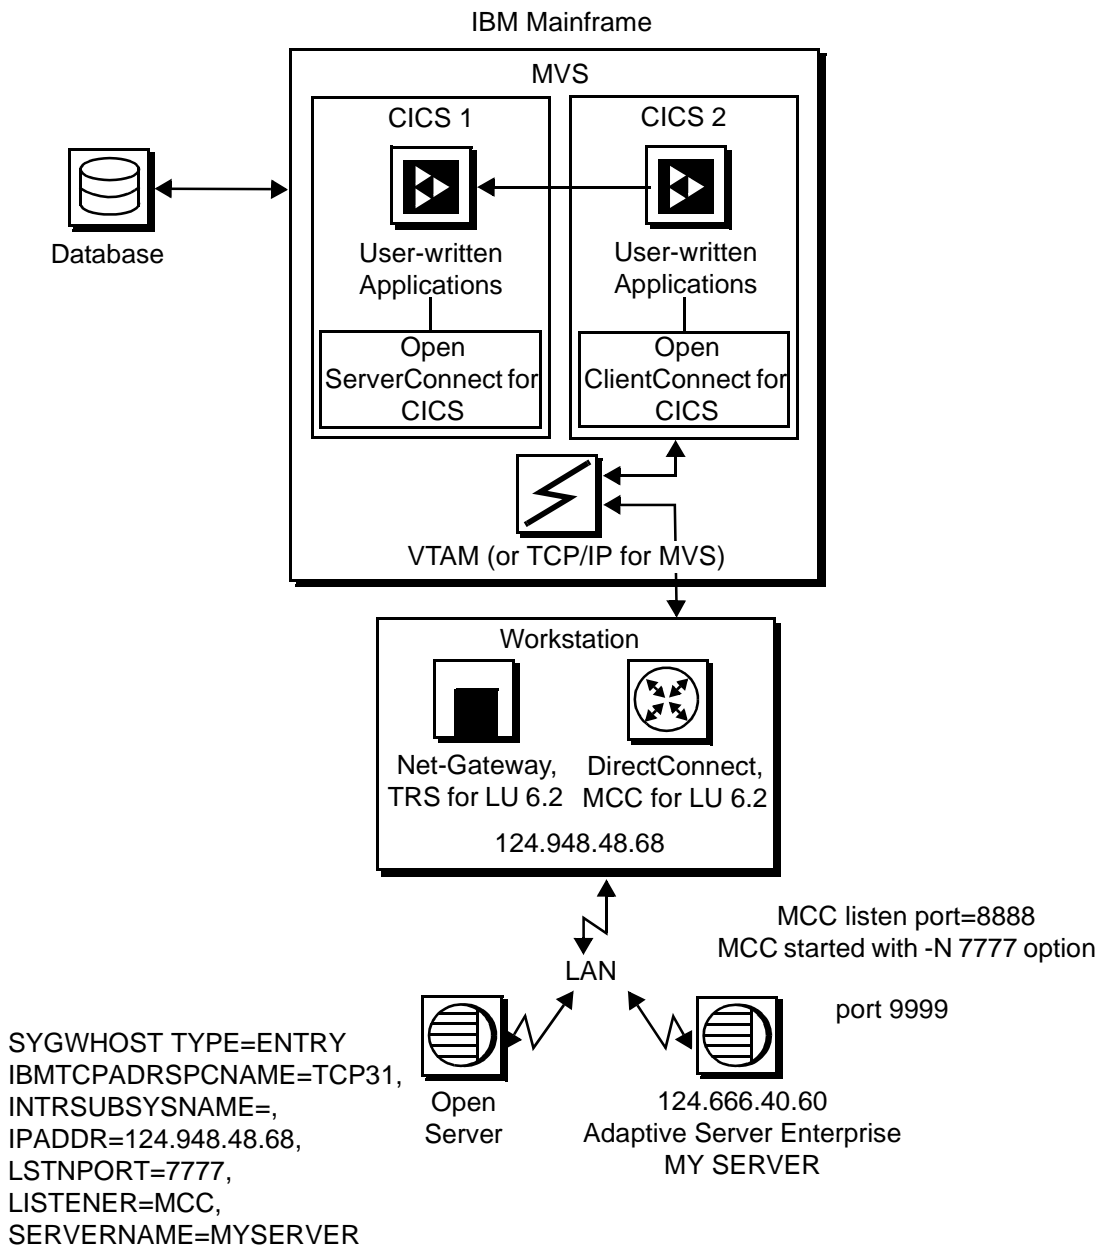 IBM Mainframe
MVS
CICS 1
CICS 2
Database
User-written
Applications
User-written
Applications
Open
ServerConnect for
CICS
Open
ClientConnect for
CICS
VTAM (or TCP/IP for MVS)
Workstation
Net-Gateway,
TRS for LU 6.2
DirectConnect,
MCC for LU 6.2
124.948.48.68
MCC listen port=8888
MCC started with -N 7777 option
LAN
port 9999
SYGWHOST TYPE=ENTRY
IBMTCPADRSPCNAME=TCP31,
INTRSUBSYSNAME=,
IPADDR=124.948.48.68,
LSTNPORT=7777,
LISTENER=MCC,
SERVERNAME=MYSERVER
Open
Server
124.666.40.60
Adaptive Server Enterprise
MY SERVER